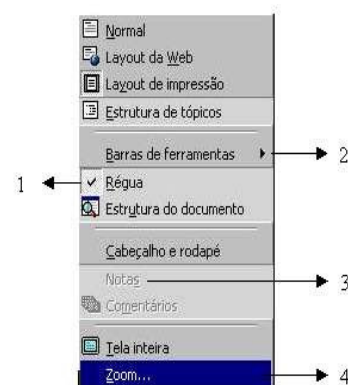 Normal
Layout da Web
Layout de impressão
Estrutura de tópicos
Barras de ferramentas
2
1
Régua
Estrutura do documento
Cabeçalho e rodapé
Notas
3
Comentários
Tela inteira
Zoom...
4